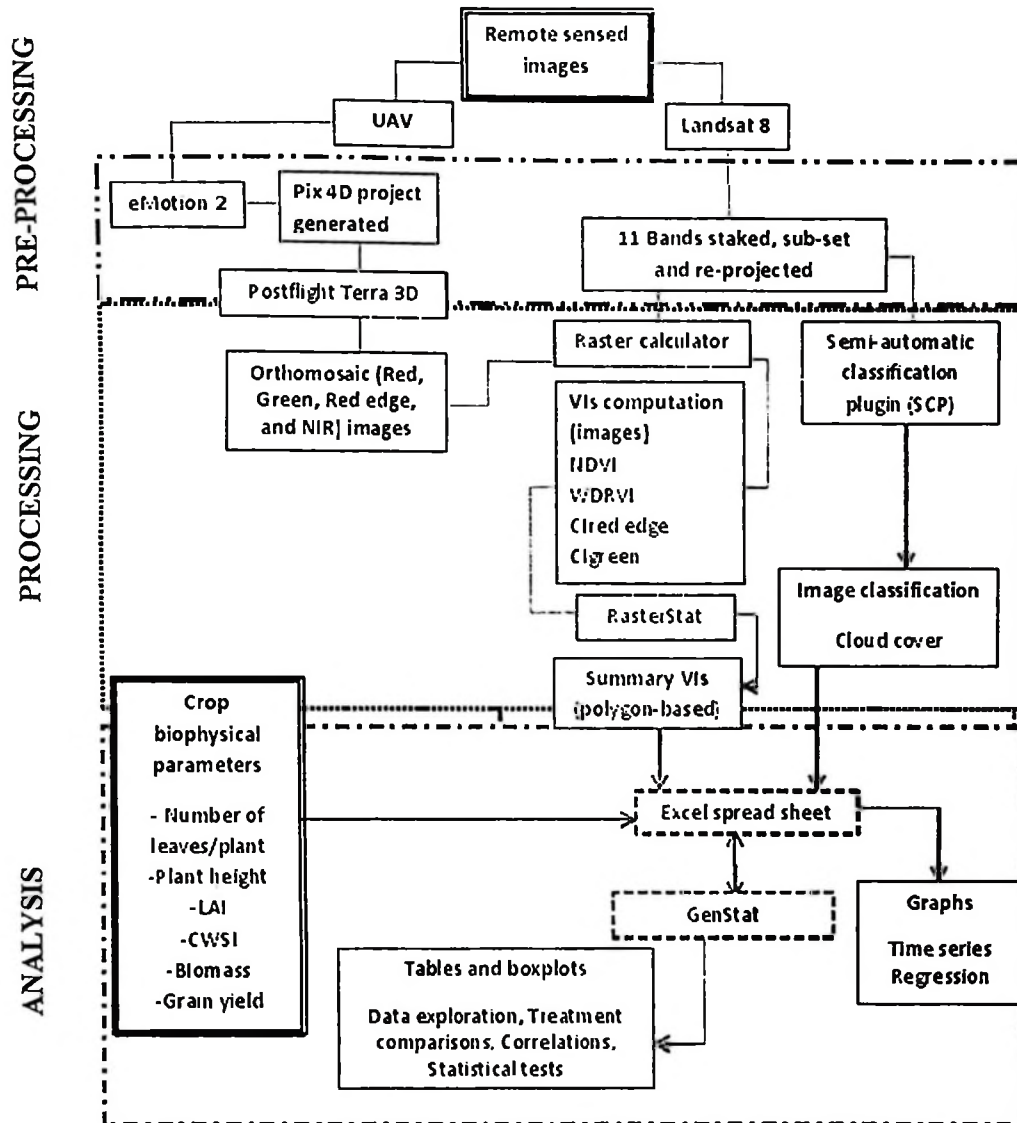 PRE-PROCESSING
Remote sensed
images
UAV
Landsat 8
eMotion 2
Pix 4D project
generated
11 Bands staked, sub-set
and re-projected
Postflight Terra 3D
PROCESSING
Orthomosaic (Red,
Green, Red edge,
and NIR) images
Raster calculator
Semi-automatic
classification
plugin (SCP)
VIs computation
(images)
NDVI
WDRVI
CIred edge
CIgreen
RasterStat
Image classification
Cloud cover
Summary VIs
(polygon-based)
ANALYSIS
Crop
biophysical
parameters
- Number of
leaves/plant
-Plant height
-LAI
-CWSI
-Biomass
-Grain yield
Excel spread sheet
GenStat
Graphs
Time series
Regression
Tables and boxplots
Data exploration, Treatment
comparisons, Correlations,
Statistical tests